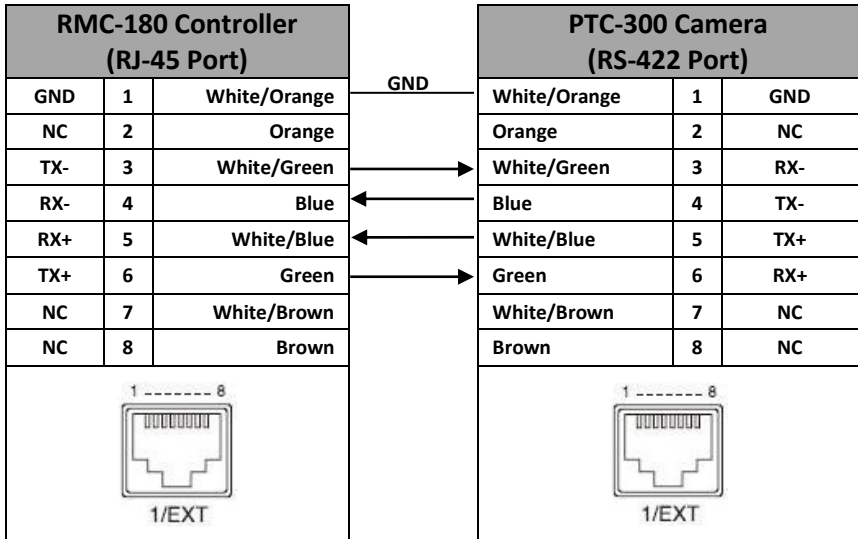 RMC-180 Controller
(RJ-45 Port)
PTC-300 Camera
(RS-422 Port)
GND 1 White/Orange GND White/Orange 1 GND
NC 2 Orange Orange 2 NC
TX- 3 White/Green White/Green 3 RX-
RX- 4 Blue Blue 4 TX-
RX+ 5 White/Blue White/Blue 5 TX+
TX+ 6 Green Green 6 RX+
NC 7 White/Brown White/Brown 7 NC
NC 8 Brown Brown 8 NC
1 ------- 8 1 ------- 8
1/EXT 1/EXT